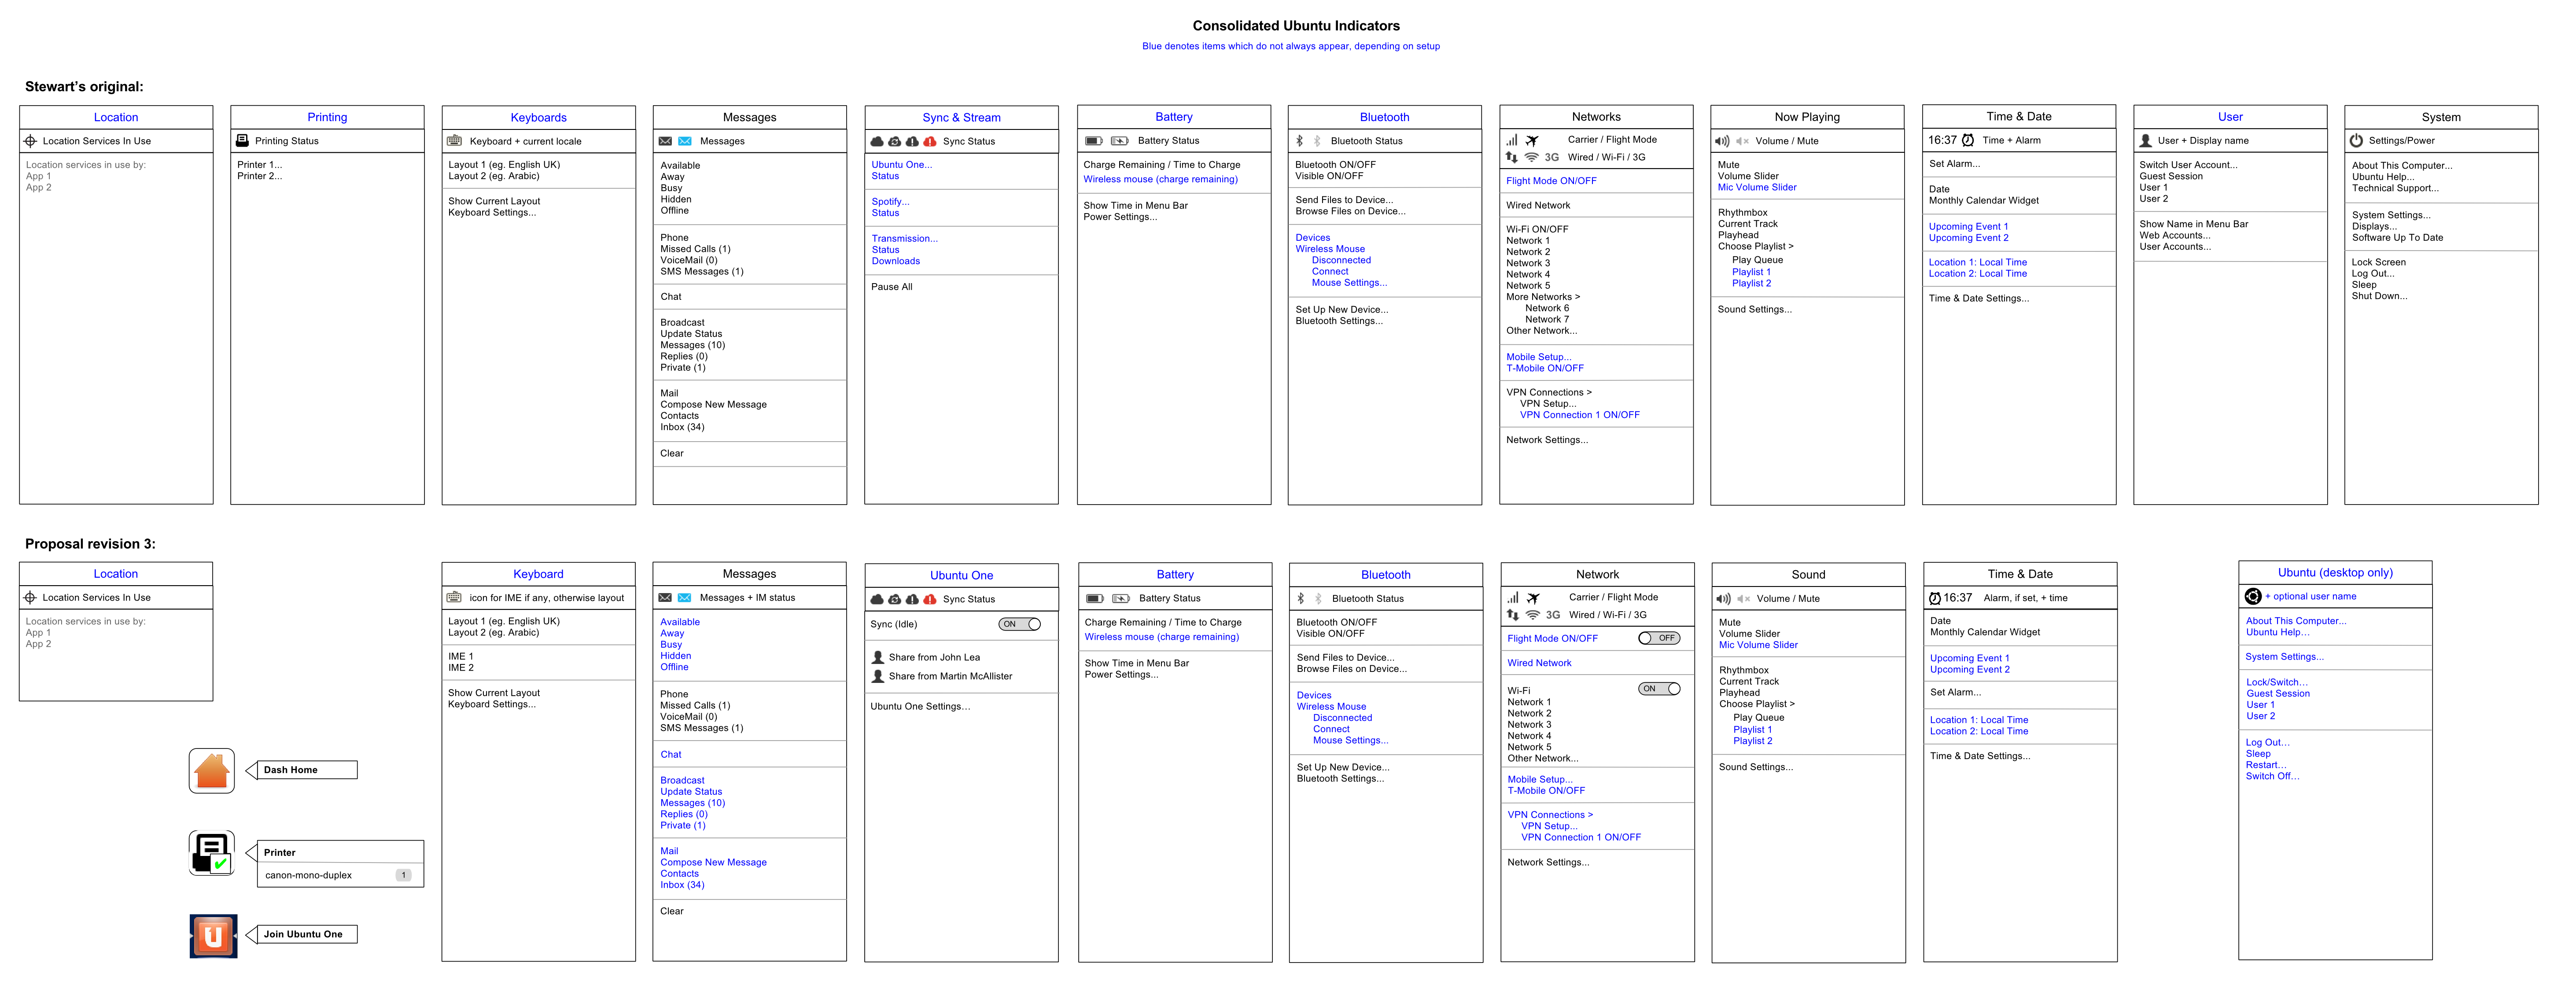 Consolidated Ubuntu Indicators
Blue denotes items which do not always appear, depending on setup
Stewart’s original:
Location
Location Services In Use
Location services in use by:
App 1
App 2
Printing
Printing Status
Printer 1...
Printer 2...
Keyboards
Keyboard + current locale
Layout 1 (eg. English UK)
Layout 2 (eg. Arabic)
Show Current Layout
Keyboard Settings...
Messages
Messages
Available
Away
Busy
Hidden
Offline
Phone
Missed Calls (1)
VoiceMail (0)
SMS Messages (1)
Chat
Broadcast
Update Status
Messages (10)
Replies (0)
Private (1)
Mail
Compose New Message
Contacts
Inbox (34)
Clear
Sync & Stream
Sync Status
Ubuntu One...
Status
Spotify...
Status
Transmission...
Status
Downloads
Pause All
Battery
Battery Status
Charge Remaining / Time to Charge
Wireless mouse (charge remaining)
Show Time in Menu Bar
Power Settings...
Bluetooth
Bluetooth Status
Bluetooth ON/OFF
Visible ON/OFF
Send Files to Device...
Browse Files on Device...
Devices
Wireless Mouse
Disconnected
Connect
Mouse Settings...
Set Up New Device...
Bluetooth Settings...
Networks
Carrier / Flight Mode
3G Wired / Wi-Fi / 3G
Flight Mode ON/OFF
Wired Network
Wi-Fi ON/OFF
Network 1
Network 2
Network 3
Network 4
Network 5
More Networks >
Network 6
Network 7
Other Network...
Mobile Setup...
T-Mobile ON/OFF
VPN Connections >
VPN Setup...
VPN Connection 1 ON/OFF
Network Settings...
Now Playing
Volume / Mute
Mute
Volume Slider
Mic Volume Slider
Rhythmbox
Current Track
Playhead
Choose Playlist >
Play Queue
Playlist 1
Playlist 2
Sound Settings...
Time & Date
16:37 Time + Alarm
Set Alarm...
Date
Monthly Calendar Widget
Upcoming Event 1
Upcoming Event 2
Location 1: Local Time
Location 2: Local Time
Time & Date Settings...
User
User + Display name
Switch User Account...
Guest Session
User 1
User 2
Show Name in Menu Bar
Web Accounts...
User Accounts...
System
Settings/Power
About This Computer...
Ubuntu Help...
Technical Support...
System Settings...
Displays...
Software Up To Date
Lock Screen
Log Out...
Sleep
Shut Down...
Proposal revision 3:
Location
Location Services In Use
Location services in use by:
App 1
App 2
Dash Home
Printer
canon-mono-duplex 1
Join Ubuntu One
Keyboard
icon for IME if any, otherwise layout
Layout 1 (eg. English UK)
Layout 2 (eg. Arabic)
IME 1
IME 2
Show Current Layout
Keyboard Settings...
Messages
Messages + IM status
Available
Away
Busy
Hidden
Offline
Phone
Missed Calls (1)
VoiceMail (0)
SMS Messages (1)
Chat
Broadcast
Update Status
Messages (10)
Replies (0)
Private (1)
Mail
Compose New Message
Contacts
Inbox (34)
Clear
Ubuntu One
Sync Status
Sync (Idle) ON
Share from John Lea
Share from Martin McAllister
Ubuntu One Settings…
Battery
Battery Status
Charge Remaining / Time to Charge
Wireless mouse (charge remaining)
Show Time in Menu Bar
Power Settings...
Bluetooth
Bluetooth Status
Bluetooth ON/OFF
Visible ON/OFF
Send Files to Device...
Browse Files on Device...
Devices
Wireless Mouse
Disconnected
Connect
Mouse Settings...
Set Up New Device...
Bluetooth Settings...
Network
Carrier / Flight Mode
3G Wired / Wi-Fi / 3G
Flight Mode ON/OFF OFF
Wired Network
Wi-Fi ON
Network 1
Network 2
Network 3
Network 4
Network 5
Other Network...
Mobile Setup...
T-Mobile ON/OFF
VPN Connections >
VPN Setup...
VPN Connection 1 ON/OFF
Network Settings...
Sound
Volume / Mute
Mute
Volume Slider
Mic Volume Slider
Rhythmbox
Current Track
Playhead
Choose Playlist >
Play Queue
Playlist 1
Playlist 2
Sound Settings...
Time & Date
16:37 Alarm, if set, + time
Date
Monthly Calendar Widget
Upcoming Event 1
Upcoming Event 2
Set Alarm...
Location 1: Local Time
Location 2: Local Time
Time & Date Settings...
Ubuntu (desktop only)
+ optional user name
About This Computer...
Ubuntu Help…
System Settings...
Lock/Switch…
Guest Session
User 1
User 2
Log Out…
Sleep
Restart…
Switch Off…